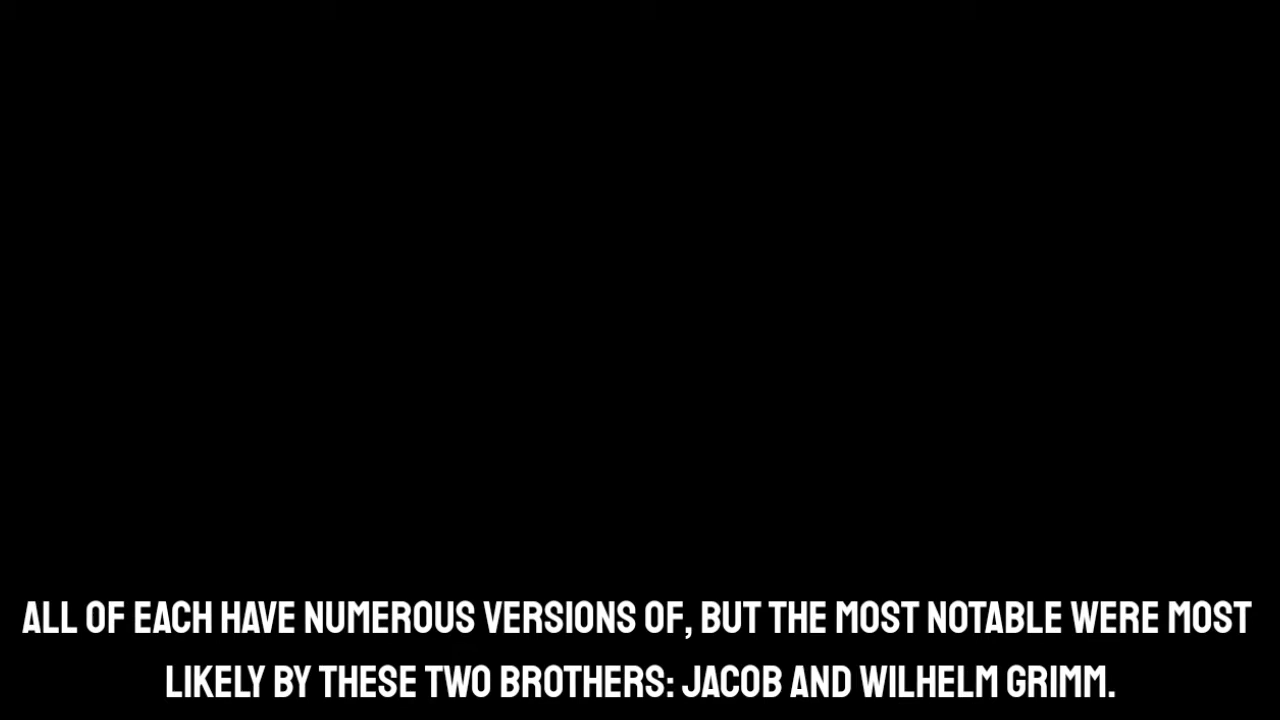 ALL OF EACH HAVE NUMEROUS VERSIONS OF, BUT THE MOST NOTABLE WERE MOST
LIKELY BY THESE TWO BROTHERS: JACOB AND WILHELM GRIMM.